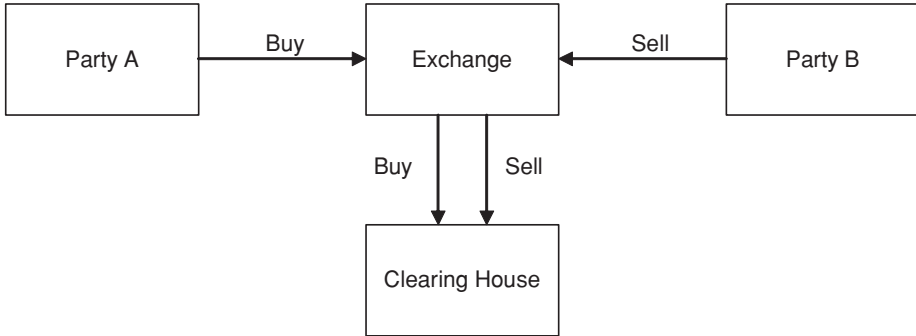 Buy
Sell
Party A
Exchange
Party B
Buy
Sell
Clearing House